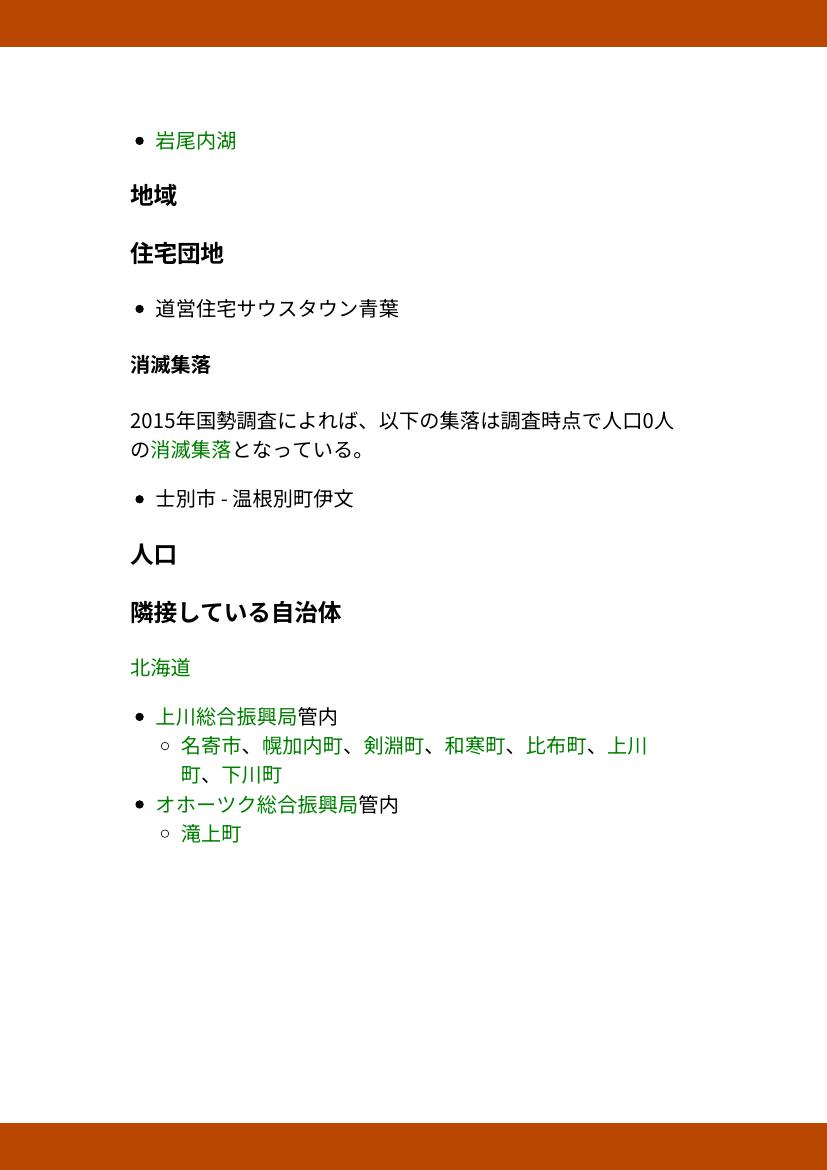 岩尾内湖
地域
住宅団地
道営住宅サウスタウン青葉
消滅集落
2015年国勢調査によれば、以下の集落は調査時点で人口0人
の消滅集落となっている。
士別市 - 温根別町伊文
人口
隣接している自治体
北海道
上川総合振興局管内
名寄市、幌加内町、剣淵町、和寒町、比布町、上川
町、下川町
オホーツク総合振興局管内
滝上町